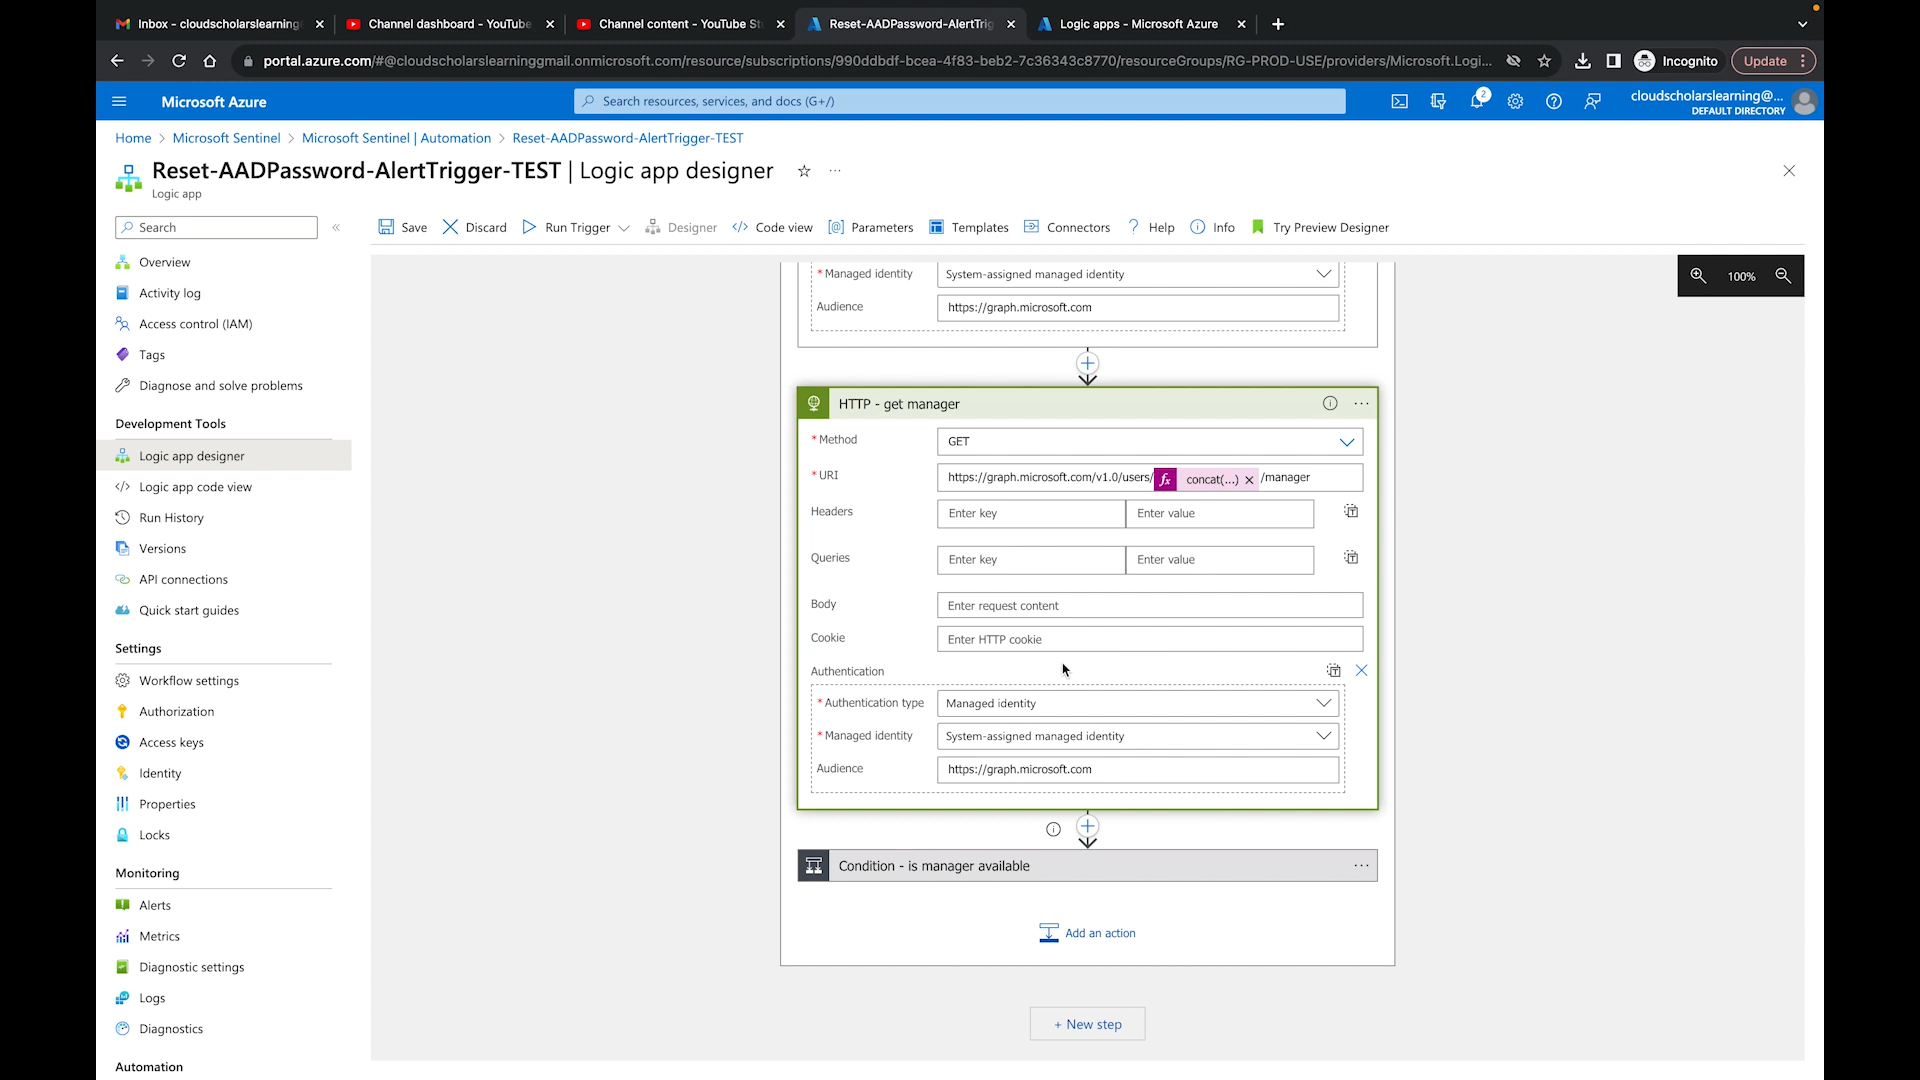 Inbox - cloudscholarslearning
Channel dashboard - YouTube
Channel content - YouTube St
Reset-AADPassword-AlertTrig
Logic apps - Microsoft Azure
portal.azure.com/#@cloudscholarslearninggmail.onmicrosoft.com/resource/subscriptions/990ddbdf-bcea-4f83-beb2-7c36343c8770/resourceGroups/RG-PROD-USE/providers/Microsoft.Logi...
Incognito
Update
Microsoft Azure
Search resources, services, and docs (G+/)
2
cloudscholarslearning@...
DEFAULT DIRECTORY
Home > Microsoft Sentinel > Microsoft Sentinel | Automation > Reset-AADPassword-AlertTrigger-TEST
Reset-AADPassword-AlertTrigger-TEST | Logic app designer
Logic app
Search
Save
Discard
Run Trigger
Designer
Code view
Parameters
Templates
Connectors
Help
Info
Try Preview Designer
Overview
Activity log
Access control (IAM)
Tags
Diagnose and solve problems
Development Tools
Logic app designer
Logic app code view
Run History
Versions
API connections
Quick start guides
Settings
Workflow settings
Authorization
Access keys
Identity
Properties
Locks
Monitoring
Alerts
Metrics
Diagnostic settings
Logs
Diagnostics
Automation
* Managed identity System-assigned managed identity
Audience https://graph.microsoft.com
100%
HTTP - get manager
* Method GET
* URI https://graph.microsoft.com/v1.0/users/ fx concat(...) × /manager
Headers Enter key Enter value
Queries Enter key Enter value
Body Enter request content
Cookie Enter HTTP cookie
Authentication
* Authentication type Managed identity
* Managed identity System-assigned managed identity
Audience https://graph.microsoft.com
Condition - is manager available
Add an action
+ New step